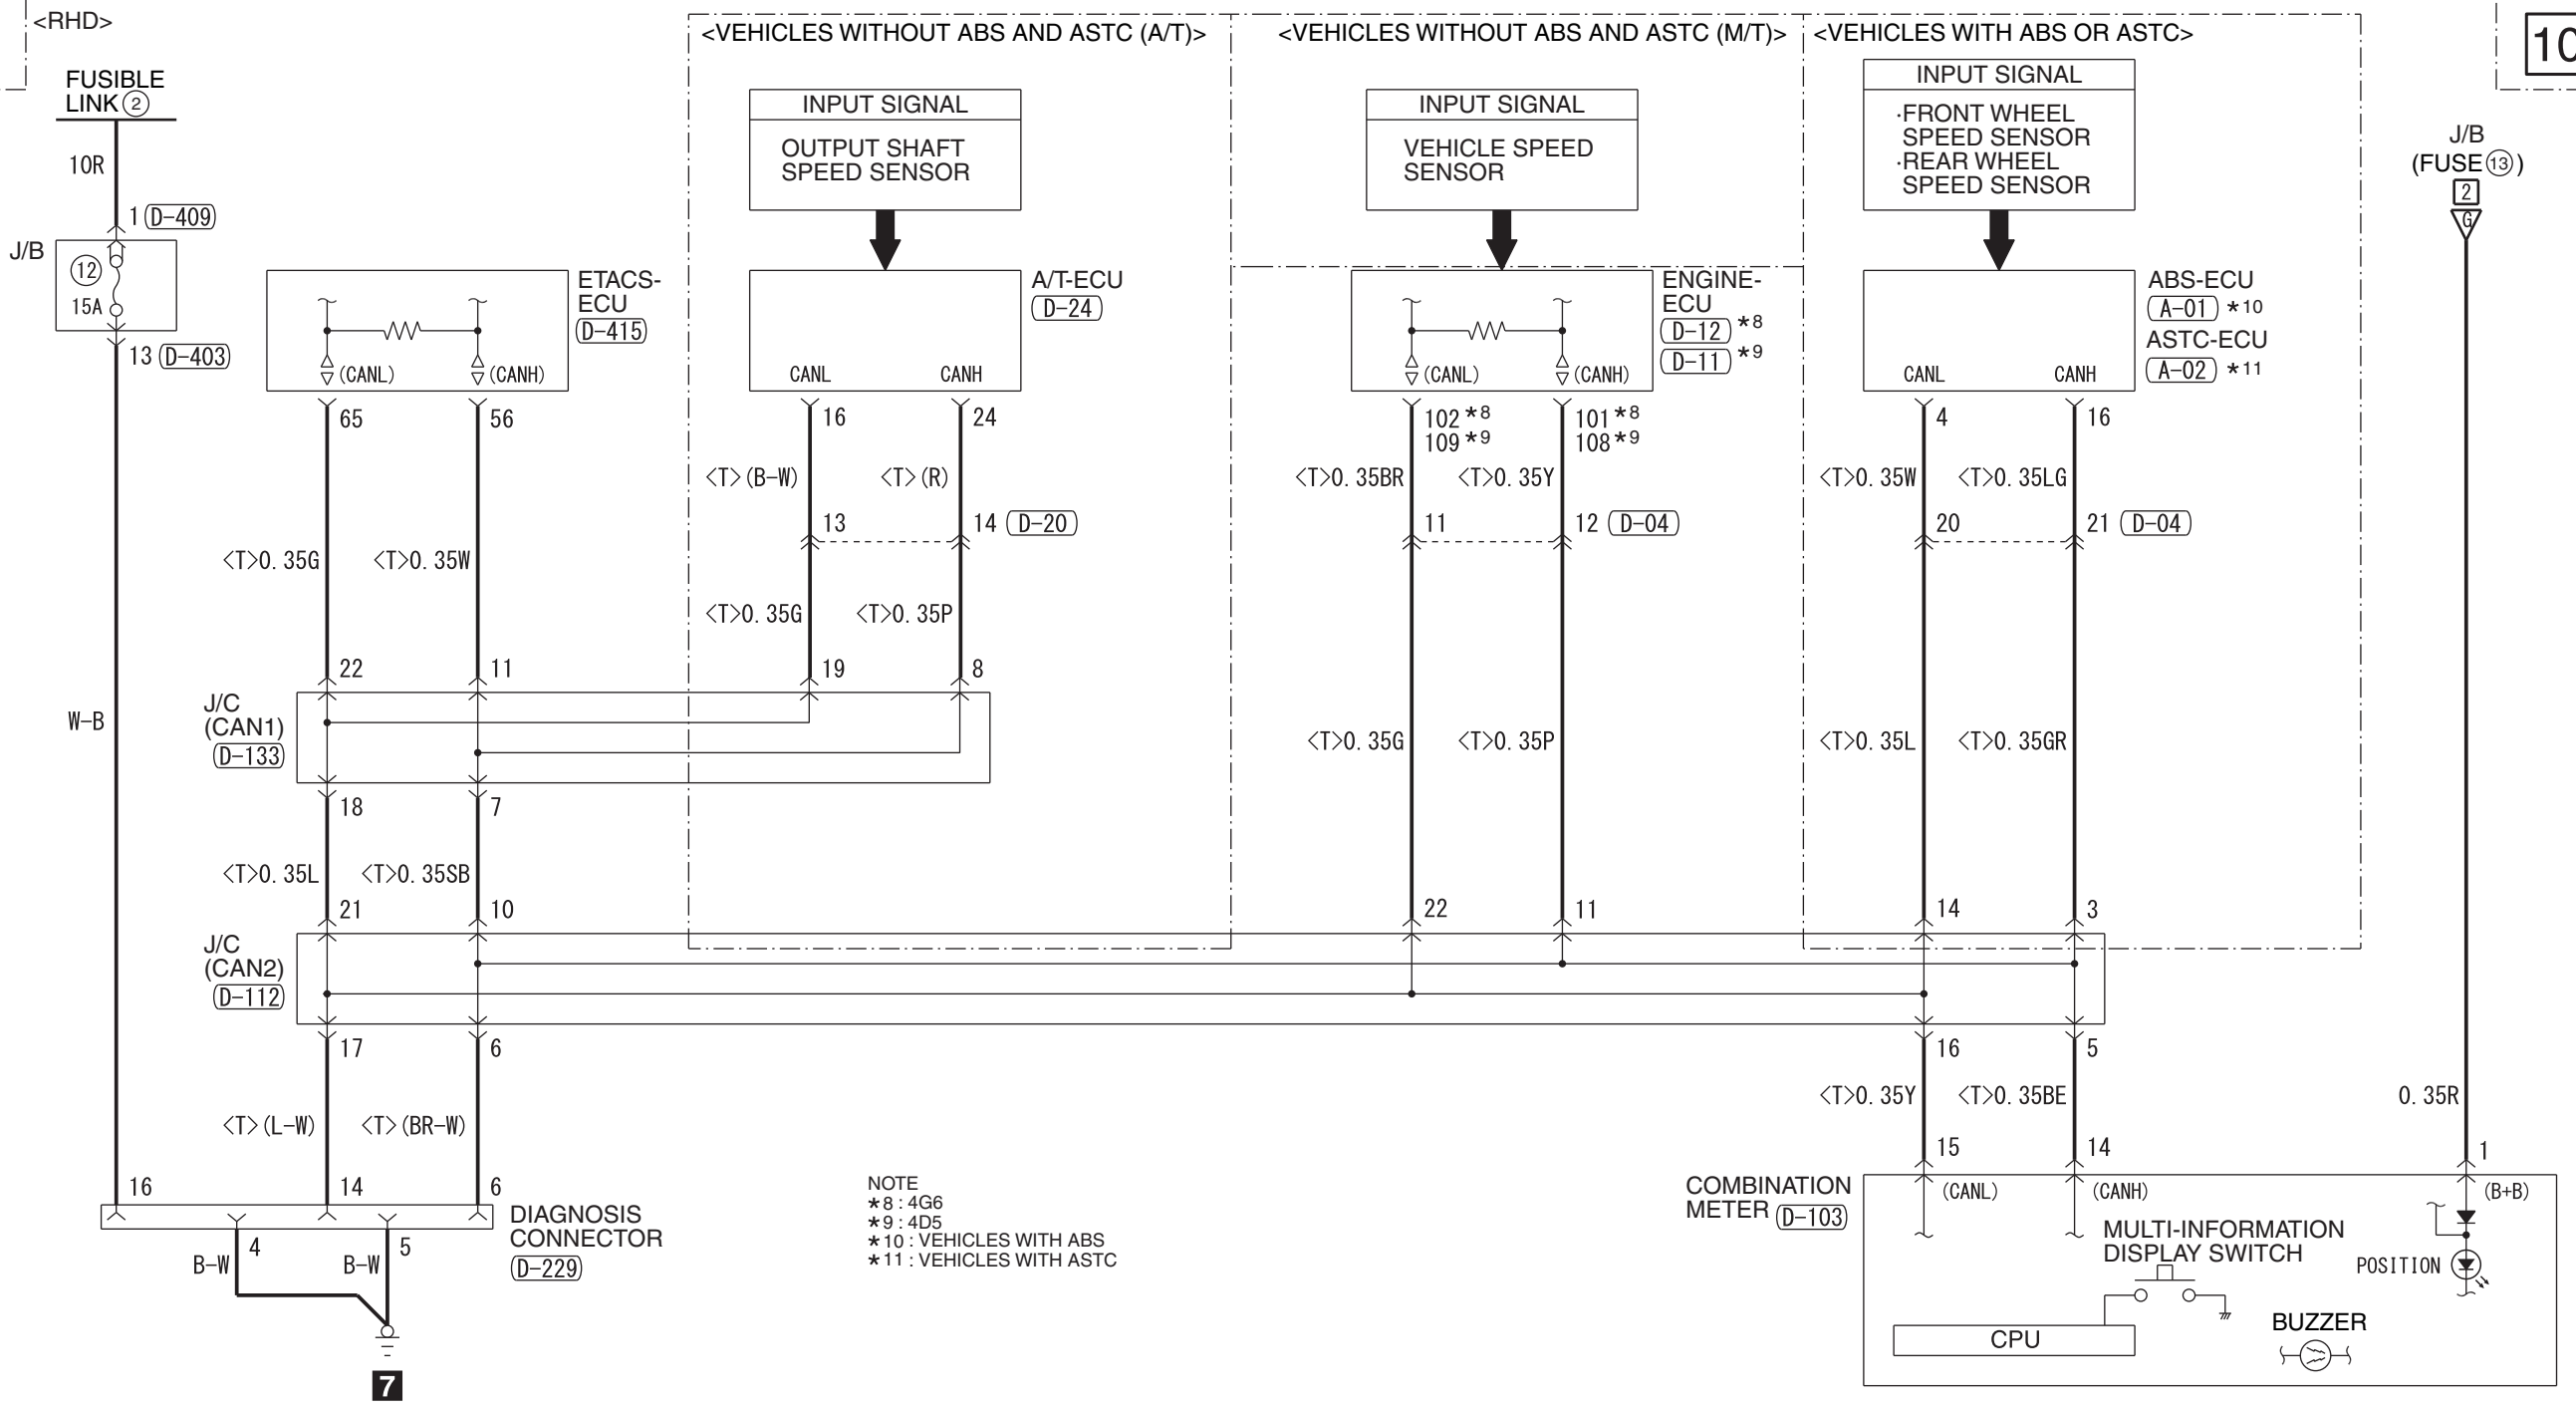 <RHD>
<VEHICLES WITHOUT ABS AND ASTC (A/T)>
<VEHICLES WITHOUT ABS AND ASTC (M/T)>
<VEHICLES WITH ABS OR ASTC>
10
FUSIBLE
LINK 2
10R
1 D-409
J/B
12
15A
13 D-403
W-B
ETACS-
ECU
D-415
(CANL) (CANH)
65 56
<T>0.35G <T>0.35W
22 11
INPUT SIGNAL
OUTPUT SHAFT
SPEED SENSOR
A/T-ECU
D-24
CANL CANH
16 24
<T>(B-W) <T>(R)
13 14 D-20
<T>0.35G <T>0.35P
19 8
INPUT SIGNAL
VEHICLE SPEED
SENSOR
ENGINE-
ECU
D-12 *8
D-11 *9
(CANL) (CANH)
102*8 101*8
109*9 108*9
<T>0.35BR <T>0.35Y
11 12 D-04
<T>0.35G <T>0.35P
22 11
INPUT SIGNAL
·FRONT WHEEL
SPEED SENSOR
·REAR WHEEL
SPEED SENSOR
ABS-ECU
A-01 *10
ASTC-ECU
A-02 *11
CANL CANH
4 16
<T>0.35W <T>0.35LG
20 21 D-04
<T>0.35L <T>0.35GR
14 3
J/B
(FUSE 13)
2
G
0.35R
1
J/C
(CAN1)
D-133
18 7
<T>0.35L <T>0.35SB
21 10
J/C
(CAN2)
D-112
17 6
<T>(L-W) <T>(BR-W)
16 14 6
DIAGNOSIS
CONNECTOR
D-229
4 5
B-W B-W
7
NOTE
*8 : 4G6
*9 : 4D5
*10 : VEHICLES WITH ABS
*11 : VEHICLES WITH ASTC
16 5
<T>0.35Y <T>0.35BE
15 14
COMBINATION
METER D-103
(CANL) (CANH) (B+B)
MULTI-INFORMATION
DISPLAY SWITCH
POSITION
BUZZER
CPU